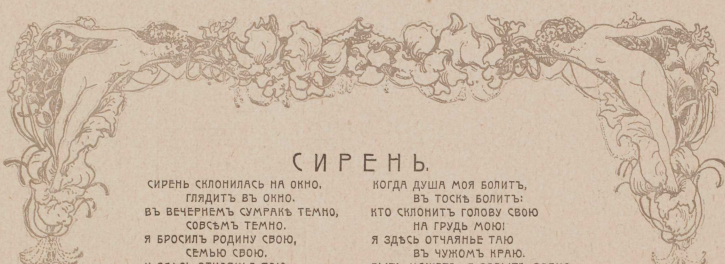 СИРЕНЬ.
СИРЕНЬ СКЛОНИЛАСЬ НА ОКНО,
ГЛЯДИТЪ ВЪ ОКНО.
ВЪ ВЕЧЕРНЕМЪ СУМРАКѢ ТЕМНО,
СОВСѢМЪ ТЕМНО.
Я БРОСИЛЪ РОДИНУ СВОЮ,
СЕМЬЮ СВОЮ.
КОГДА ДУША МОЯ БОЛИТЪ,
ВЪ ТОСКѢ БОЛИТЪ:
КТО СКЛОНИТЪ ГОЛОВУ СВОЮ
НА ГРУДЬ МОЮ!
Я ЗДѢСЬ ОТЧАЯНЬЕ ТАЮ
ВЪ ЧУЖОМЪ КРАЮ.